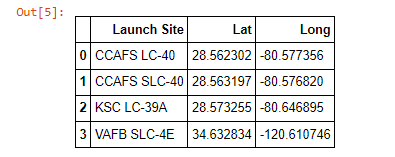 Out[5]:
Launch Site Lat Long
0 CCAFS LC-40 28.562302 -80.577356
1 CCAFS SLC-40 28.563197 -80.576820
2 KSC LC-39A 28.573255 -80.646895
3 VAFB SLC-4E 34.632834 -120.610746